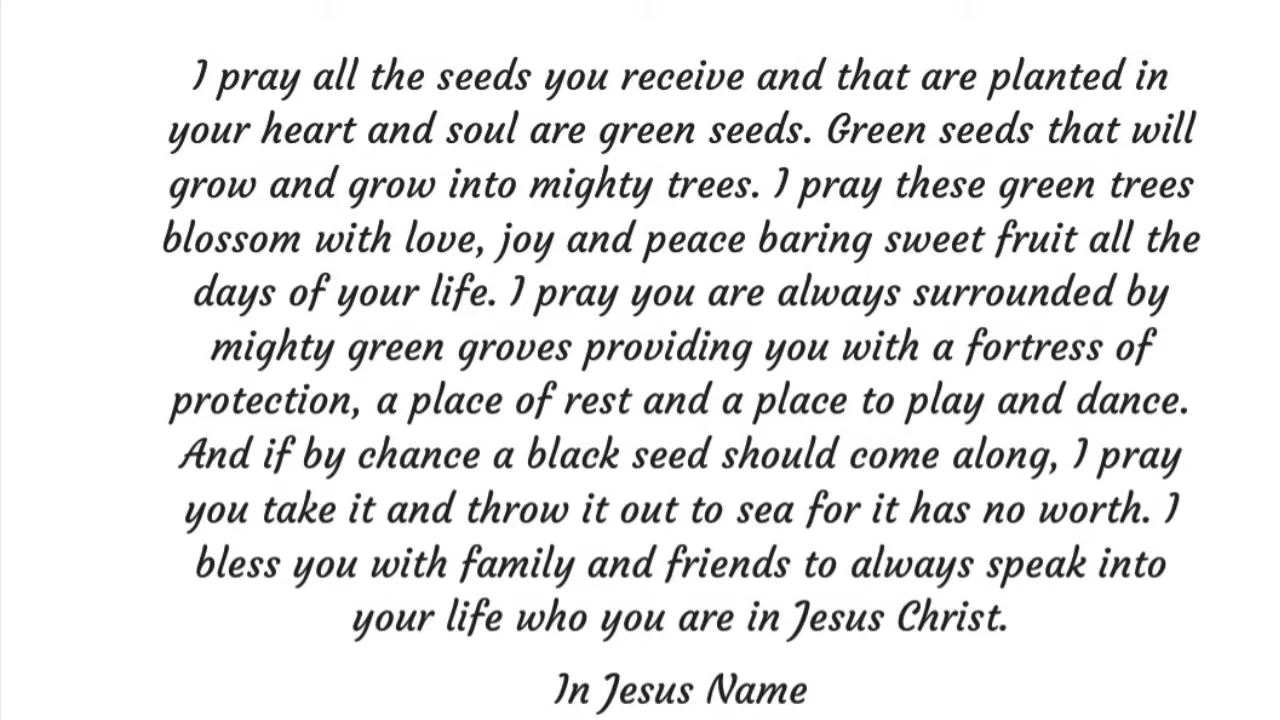 I pray all the seeds you receive and that are planted in
your heart and soul are green seeds. Green seeds that will
grow and grow into mighty trees. I pray these green trees
blossom with love, joy and peace baring sweet fruit all the
days of your life. I pray you are always surrounded by
mighty green groves providing you with a fortress of
protection, a place of rest and a place to play and dance.
And if by chance a black seed should come along, I pray
you take it and throw it out to sea for it has no worth. I
bless you with family and friends to always speak into
your life who you are in Jesus Christ.
In Jesus Name